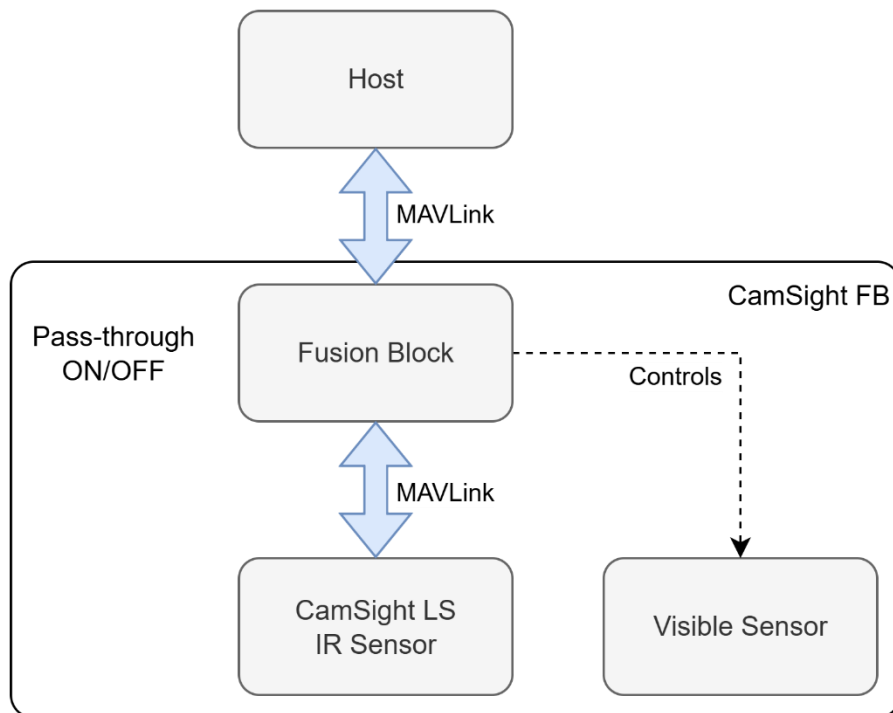 Host
MAVLink
CamSight FB
Pass-through
ON/OFF
Fusion Block
Controls
MAVLink
CamSight LS
IR Sensor
Visible Sensor